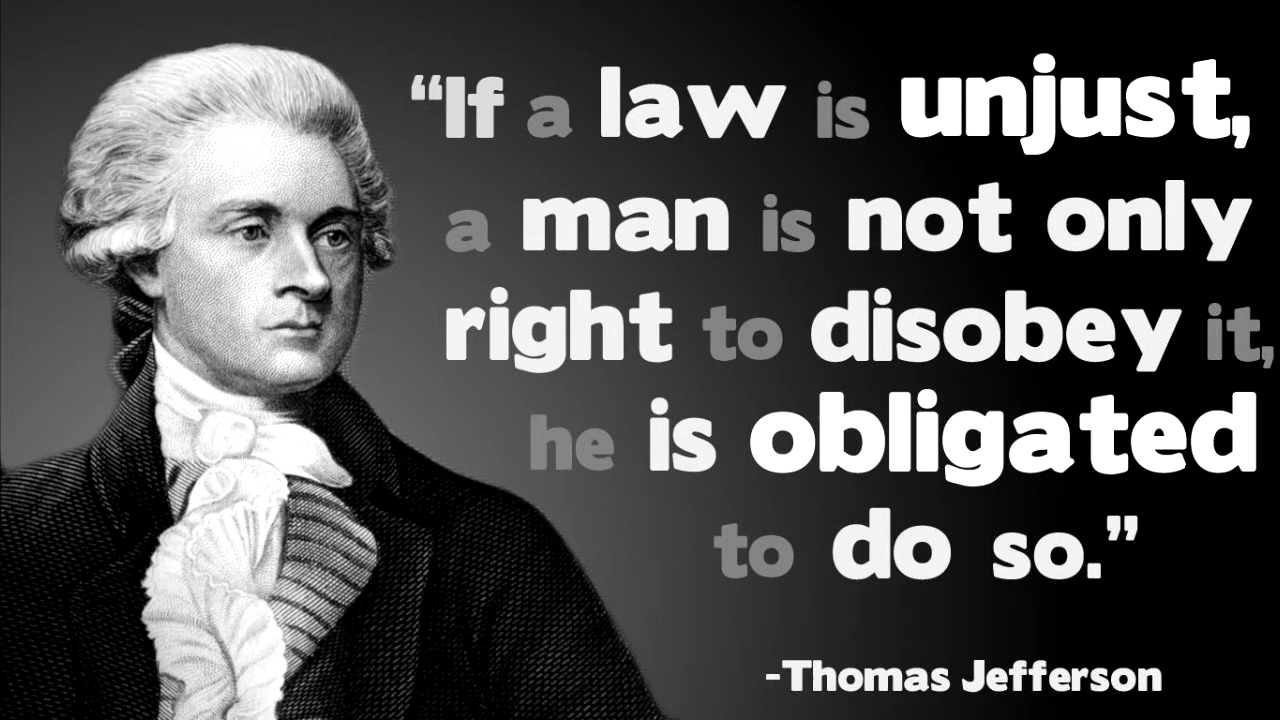 “If a law is unjust,
a man is not only
right to disobey it,
he is obligated
to do so.”
-Thomas Jefferson